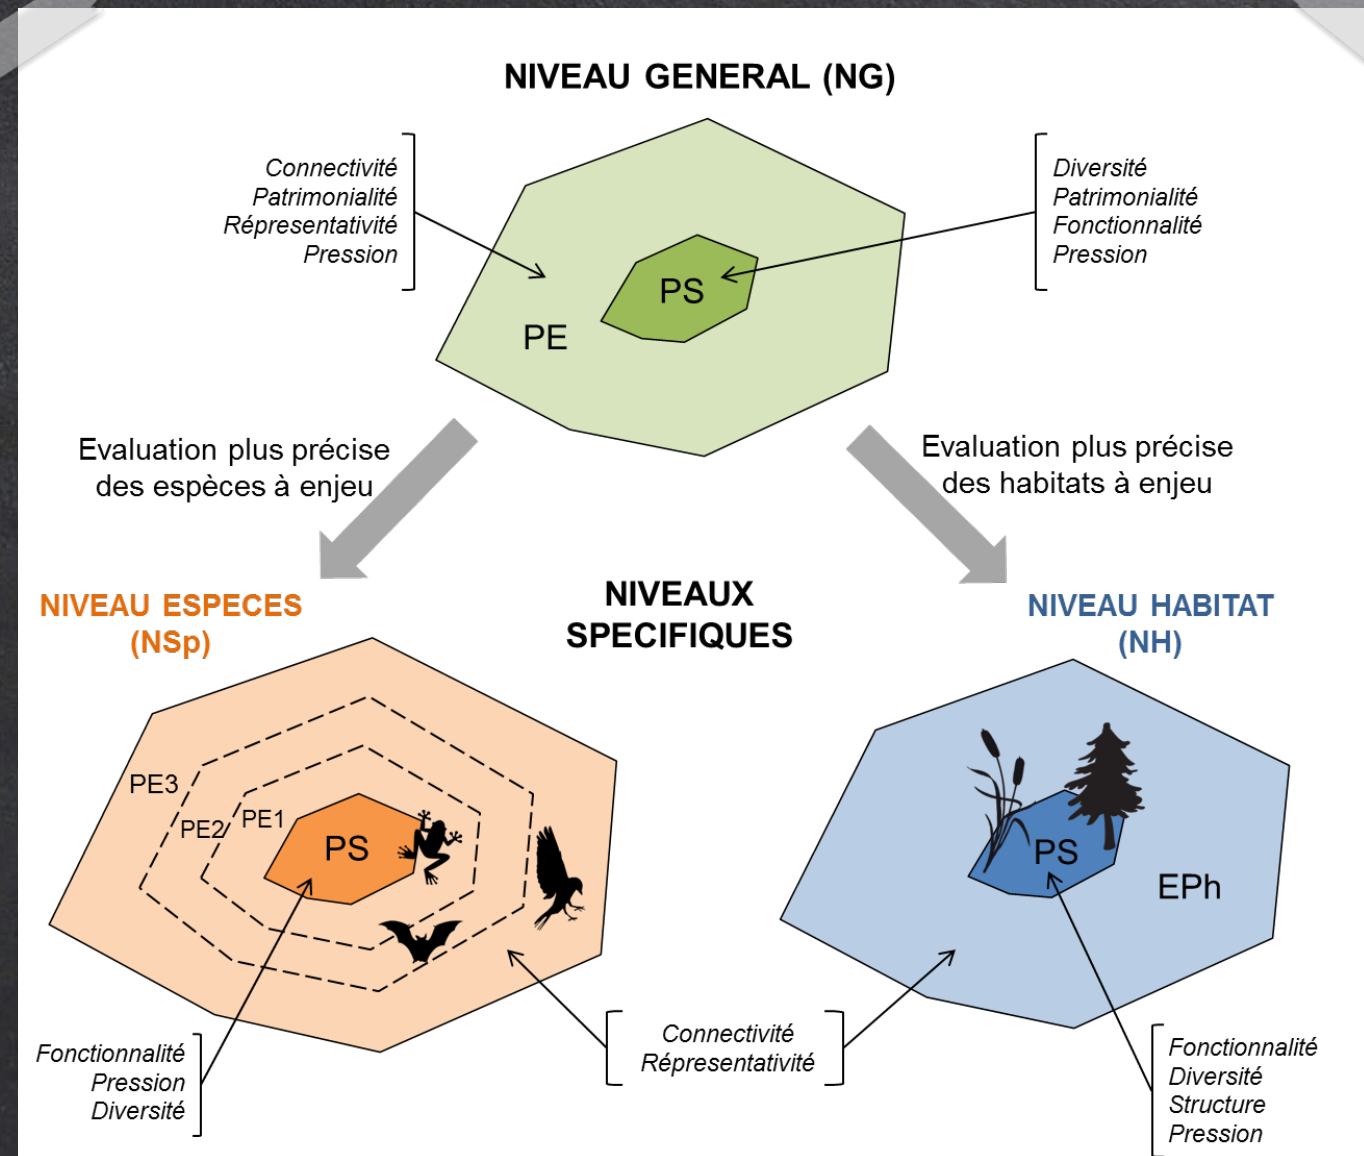 NIVEAU GENERAL (NG)
Connectivité
Patrimonialité
Répresentativité
Pression
Diversité
Patrimonialité
Fonctionnalité
Pression
PS
PE
Evaluation plus précise
des espèces à enjeu
Evaluation plus précise
des habitats à enjeu
NIVEAUX
SPECIFIQUES
NIVEAU ESPECES
(NSp)
NIVEAU HABITAT
(NH)
PE3
PE2
PE1
PS
PS
EPh
Connectivité
Répresentativité
Fonctionnalité
Pression
Diversité
Fonctionnalité
Diversité
Structure
Pression